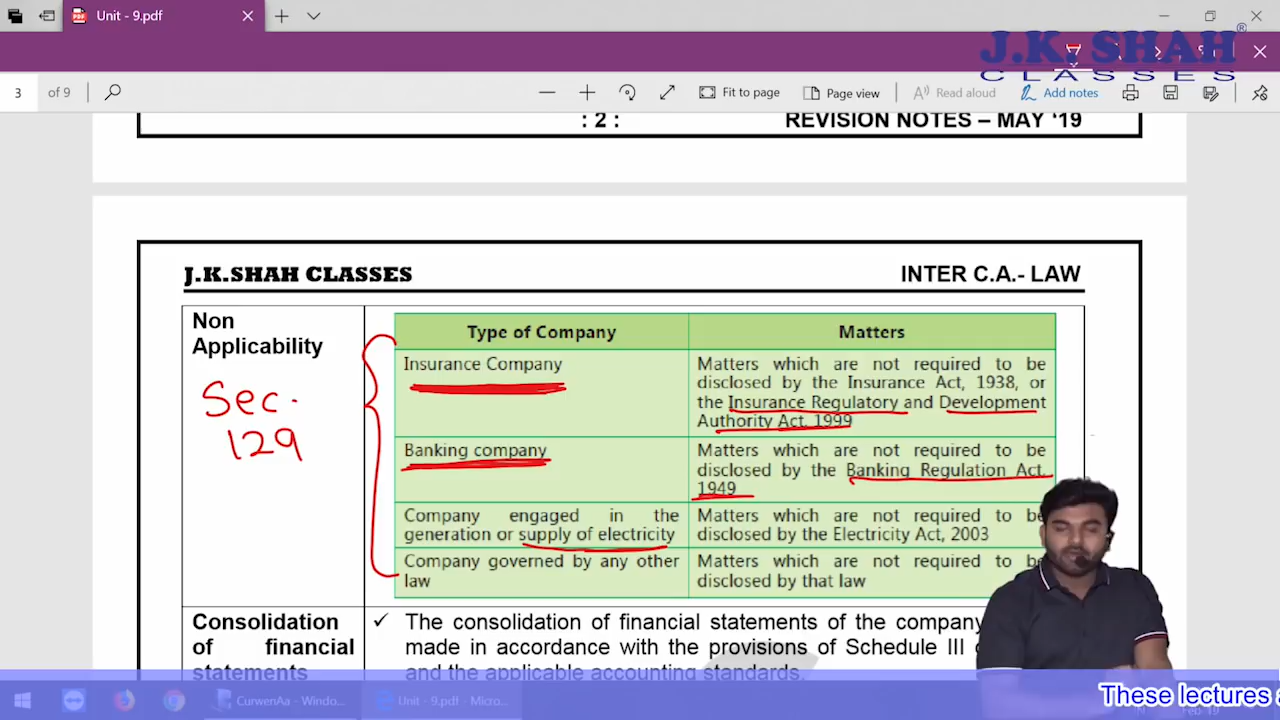 Unit - 9.pdf
J.K. SHAH®
CLASSES
3 of 9
Fit to page
Page view
Read aloud
Add notes
: 2 :
REVISION NOTES – MAY ‘19
J.K.SHAH CLASSES
INTER C.A.- LAW
Non
Applicability
Sec.
129
Type of Company
Matters
Insurance Company
Matters which are not required to be
disclosed by the Insurance Act, 1938, or
the Insurance Regulatory and Development
Authority Act, 1999
Banking company
Matters which are not required to be
disclosed by the Banking Regulation Act,
1949
Company engaged in the
generation or supply of electricity
Matters which are not required to be
disclosed by the Electricity Act, 2003
Company governed by any other
law
Matters which are not required to be
disclosed by that law
Consolidation
of financial
statements
✓ The consolidation of financial statements of the company
made in accordance with the provisions of Schedule III
and the applicable accounting standards.
CurwenAa - Windo...
Unit - 9.pdf - Micro...
These lectures